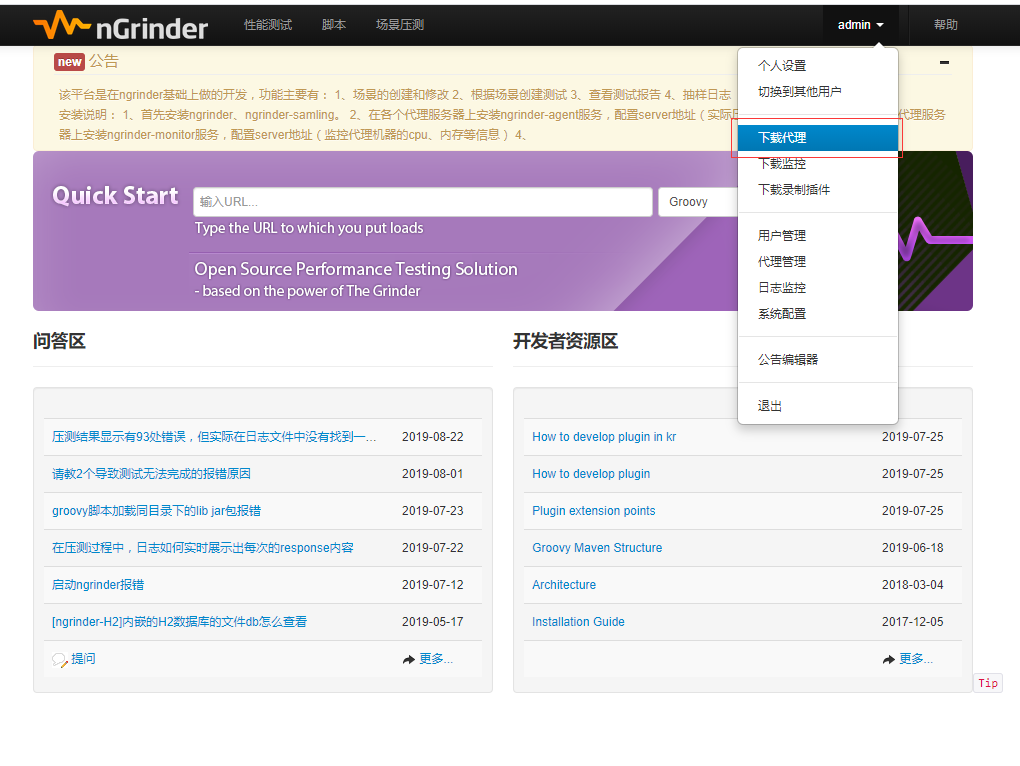 nGrinder 性能测试 脚本 场景压测 admin 帮助
new 公告
该平台是在ngrinder基础上做的开发，功能主要有： 1、场景的创建和修改 2、根据场景创建测试 3、查看测试报告 4、抽样日志
安装说明： 1、首先安装ngrinder、ngrinder-samling。 2、在各个代理服务器上安装ngrinder-agent服务，配置server地址（实际 代理服务
器上安装ngrinder-monitor服务，配置server地址（监控代理机器的cpu、内存等信息） 4、
个人设置
切换到其他用户
下载代理
下载监控
下载录制插件
用户管理
代理管理
日志监控
系统配置
公告编辑器
退出
Quick Start 输入URL... Groovy
Type the URL to which you put loads
Open Source Performance Testing Solution
- based on the power of The Grinder
问答区
压测结果显示有93处错误，但实际在日志文件中没有找到一... 2019-08-22
请教2个导致测试无法完成的报错原因 2019-08-01
groovy脚本加载同目录下的lib jar包报错 2019-07-23
在压测过程中，日志如何实时展示出每次的response内容 2019-07-22
启动ngrinder报错 2019-07-12
[ngrinder-H2]内嵌的H2数据库的文件db怎么查看 2019-05-17
提问 更多...
开发者资源区
How to develop plugin in kr 2019-07-25
How to develop plugin 2019-07-25
Plugin extension points 2019-07-25
Groovy Maven Structure 2019-06-18
Architecture 2018-03-04
Installation Guide 2017-12-05
更多...
Tip